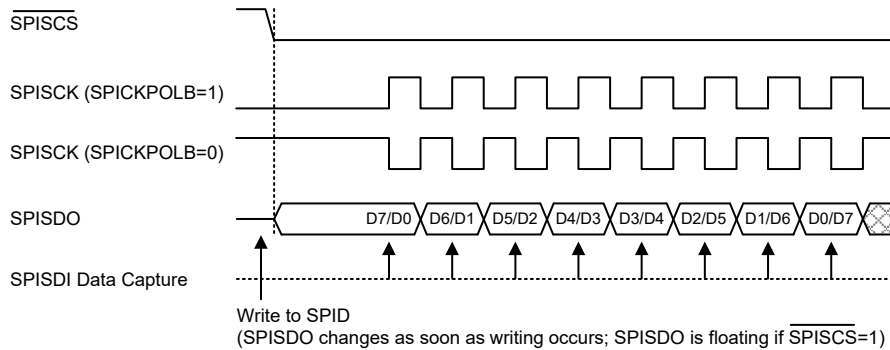 SPISCS
SPISCK (SPICKPOLB=1)
SPISCK (SPICKPOLB=0)
SPISDO D7/D0 D6/D1 D5/D2 D4/D3 D3/D4 D2/D5 D1/D6 D0/D7
SPISDI Data Capture
Write to SPID
(SPISDO changes as soon as writing occurs; SPISDO is floating if SPISCS=1)